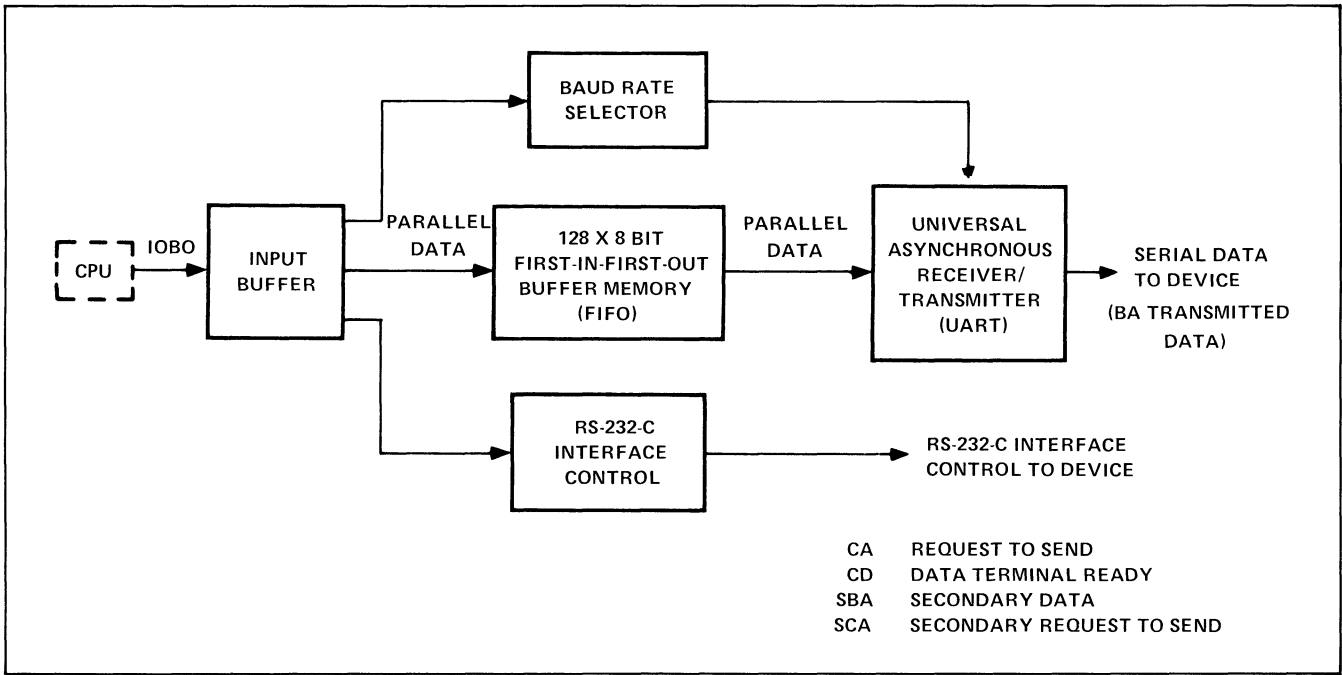 BAUD RATE
SELECTOR
CPU
IOBO
INPUT
BUFFER
PARALLEL
DATA
128 X 8 BIT
FIRST-IN-FIRST-OUT
BUFFER MEMORY
(FIFO)
PARALLEL
DATA
UNIVERSAL
ASYNCHRONOUS
RECEIVER/
TRANSMITTER
(UART)
SERIAL DATA
TO DEVICE
(BA TRANSMITTED
DATA)
RS-232-C
INTERFACE
CONTROL
RS-232-C INTERFACE
CONTROL TO DEVICE
CA REQUEST TO SEND
CD DATA TERMINAL READY
SBA SECONDARY DATA
SCA SECONDARY REQUEST TO SEND